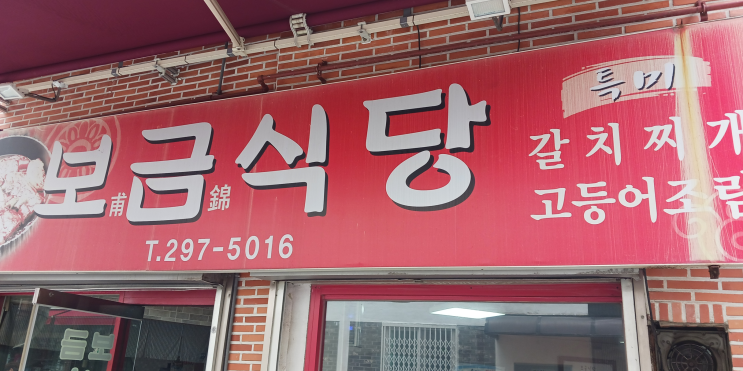 보甫금錦식당
T.297-5016
특미
갈치찌개
고등어조림